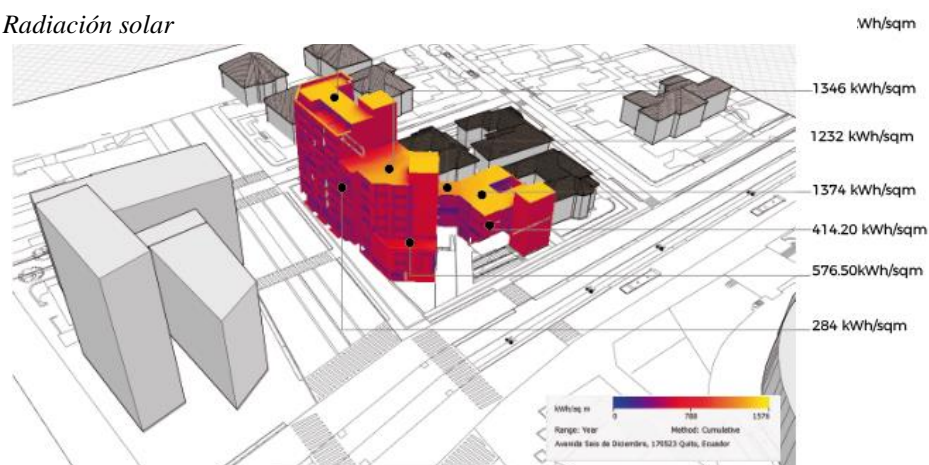 Radiación solar
Wh/sqm
1346 kWh/sqm
1232 kWh/sqm
1374 kWh/sqm
414.20 kWh/sqm
576.50kWh/sqm
284 kWh/sqm
kWh/sq m
0 788 1576
Range: Year Method: Cumulative
Avenida Seis de Diciembre, 170523 Quito, Ecuador